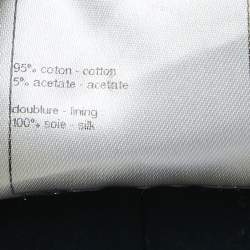 95% coton - cotton
5% acetate - acetate
doublure - lining
100% soie - silk